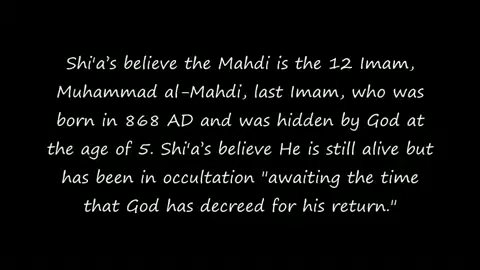 Shi'a’s believe the Mahdi is the 12 Imam,
Muhammad al-Mahdi, last Imam, who was
born in 868 AD and was hidden by God at
the age of 5. Shi'a’s believe He is still alive but
has been in occultation "awaiting the time
that God has decreed for his return."